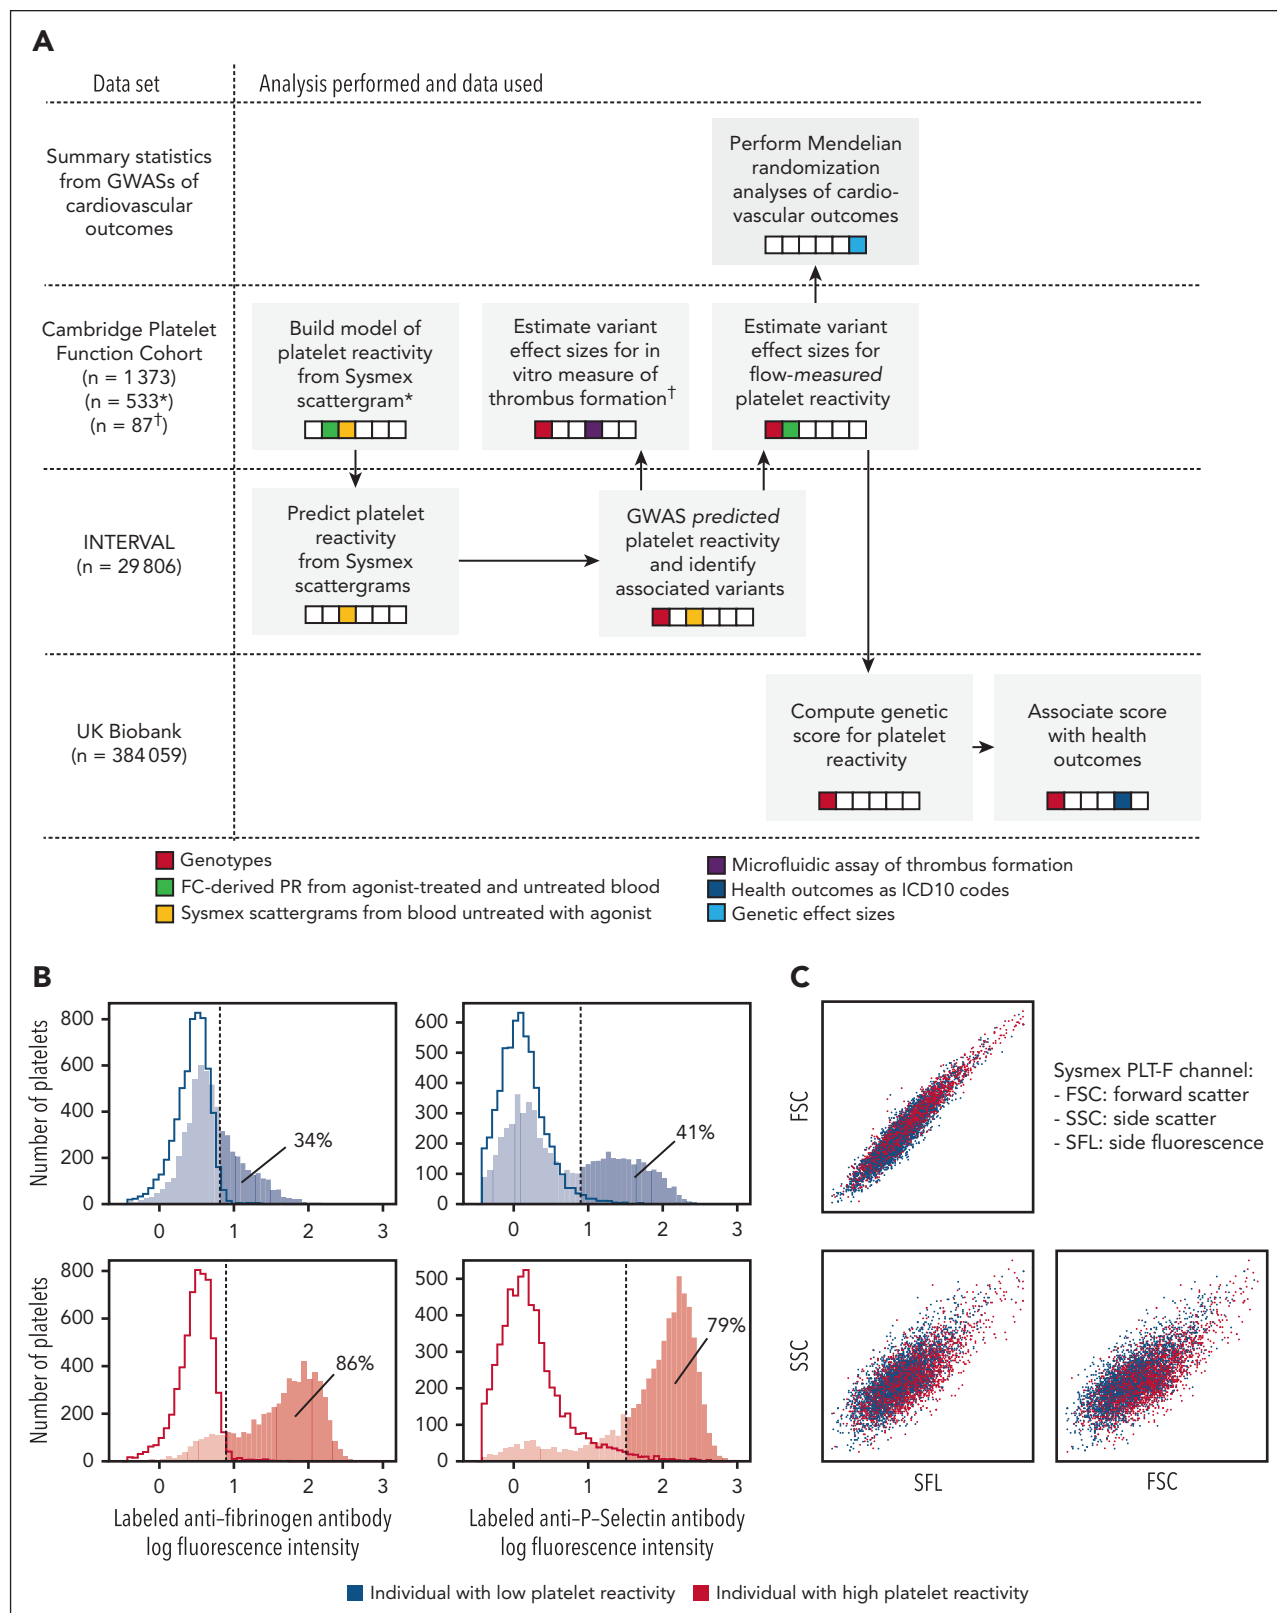 A
Data set
Analysis performed and data used
Summary statistics
from GWASs of
cardiovascular
outcomes
Perform Mendelian
randomization
analyses of cardio-
vascular outcomes
Cambridge Platelet
Function Cohort
(n = 1 373)
(n = 533*)
(n = 87†)
Build model of
platelet reactivity
from Sysmex
scattergram*
Estimate variant
effect sizes for in
vitro measure of
thrombus formation†
Estimate variant
effect sizes for
flow-measured
platelet reactivity
INTERVAL
(n = 29 806)
Predict platelet
reactivity
from Sysmex
scattergrams
GWAS predicted
platelet reactivity
and identify
associated variants
UK Biobank
(n = 384 059)
Compute genetic
score for platelet
reactivity
Associate score
with health
outcomes
Genotypes
FC-derived PR from agonist-treated and untreated blood
Sysmex scattergrams from blood untreated with agonist
Microfluidic assay of thrombus formation
Health outcomes as ICD10 codes
Genetic effect sizes
B
Number of platelets
800
600
400
200
0
0 1 2 3
34%
600
500
400
300
200
100
0
0 1 2 3
41%
Number of platelets
800
600
400
200
0
0 1 2 3
86%
Labeled anti–fibrinogen antibody
log fluorescence intensity
500
400
300
200
100
0
0 1 2 3
79%
Labeled anti–P–Selectin antibody
log fluorescence intensity
Individual with low platelet reactivity
Individual with high platelet reactivity
C
FSC
Sysmex PLT-F channel:
- FSC: forward scatter
- SSC: side scatter
- SFL: side fluorescence
SSC
SFL
FSC